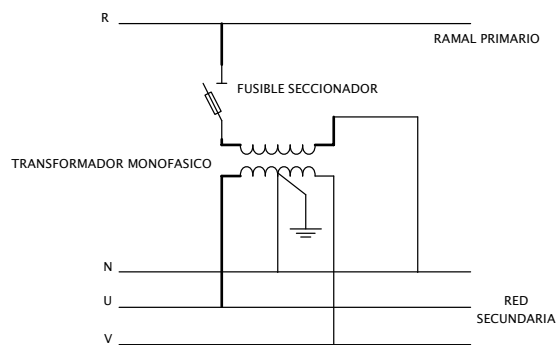 R
RAMAL PRIMARIO
FUSIBLE SECCIONADOR
TRANSFORMADOR MONOFASICO
N
U
RED
SECUNDARIA
V